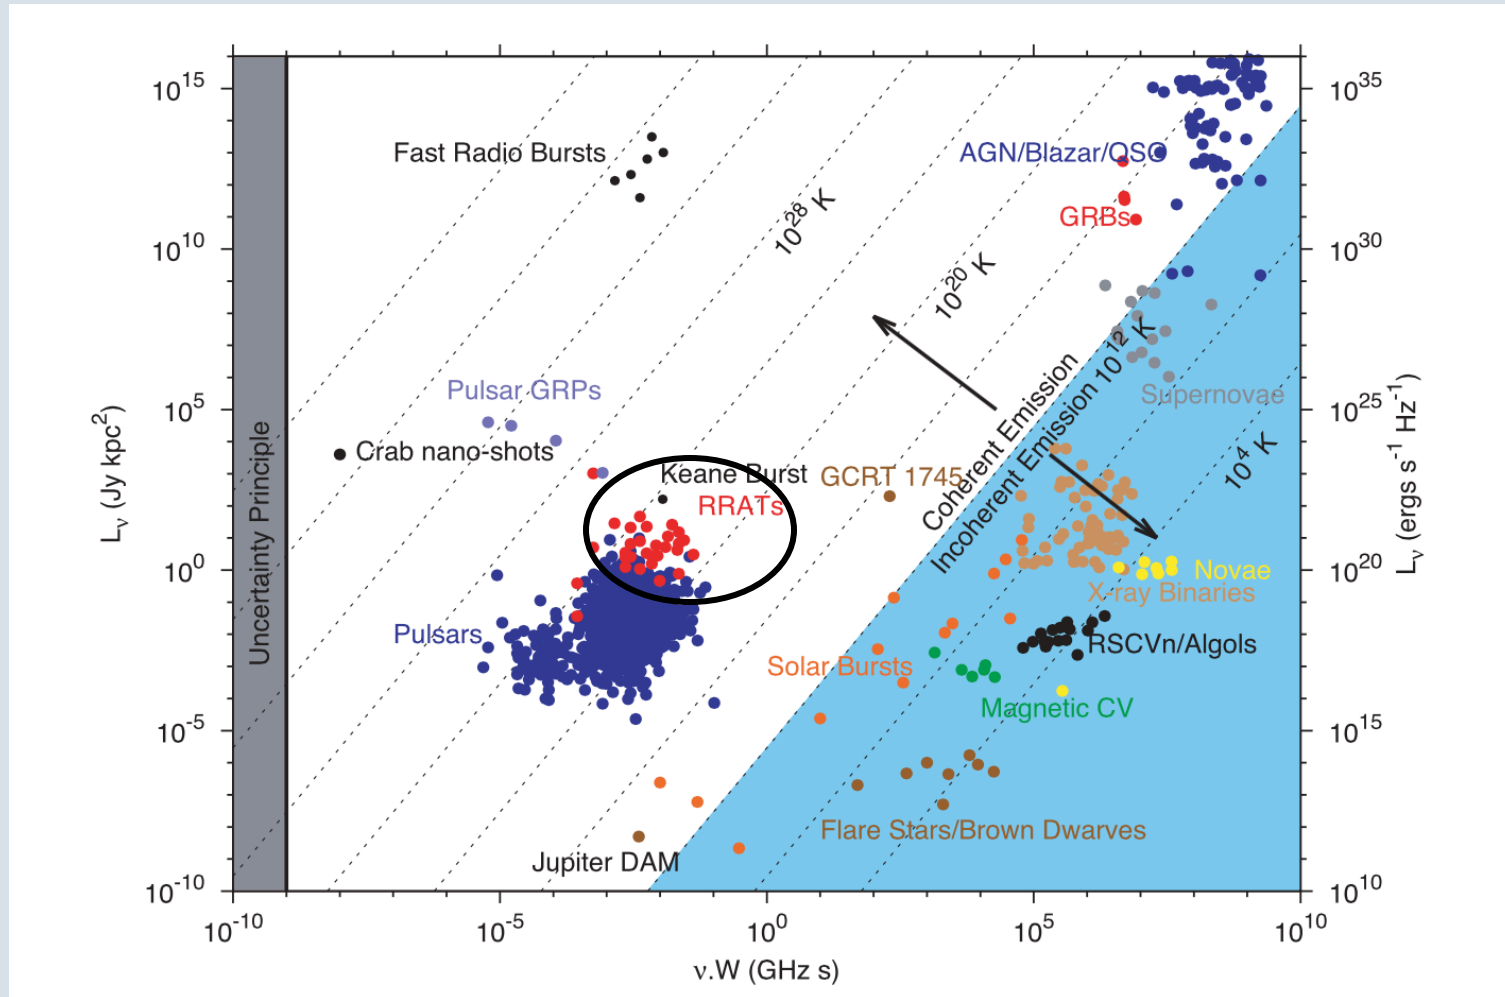 10^15
10^35
Fast Radio Bursts
AGN/Blazar/QSO
10^28 K
GRBs
10^10
10^30
10^20 K
10^12 K
Pulsar GRPs
Supernovae
10^5
10^25
Crab nano-shots
Coherent Emission
Incoherent Emission
10^4 K
Keane Burst
GCRT 1745
RRATs
L_ν (Jy kpc^2)
Uncertainty Principle
L_ν (ergs s^-1 Hz^-1)
10^0
10^20
Novae
X-ray Binaries
Pulsars
RSCVn/Algols
Solar Bursts
Magnetic CV
10^-5
10^15
Flare Stars/Brown Dwarves
Jupiter DAM
10^-10
10^10
10^-10
10^-5
10^0
10^5
10^10
ν.W (GHz s)